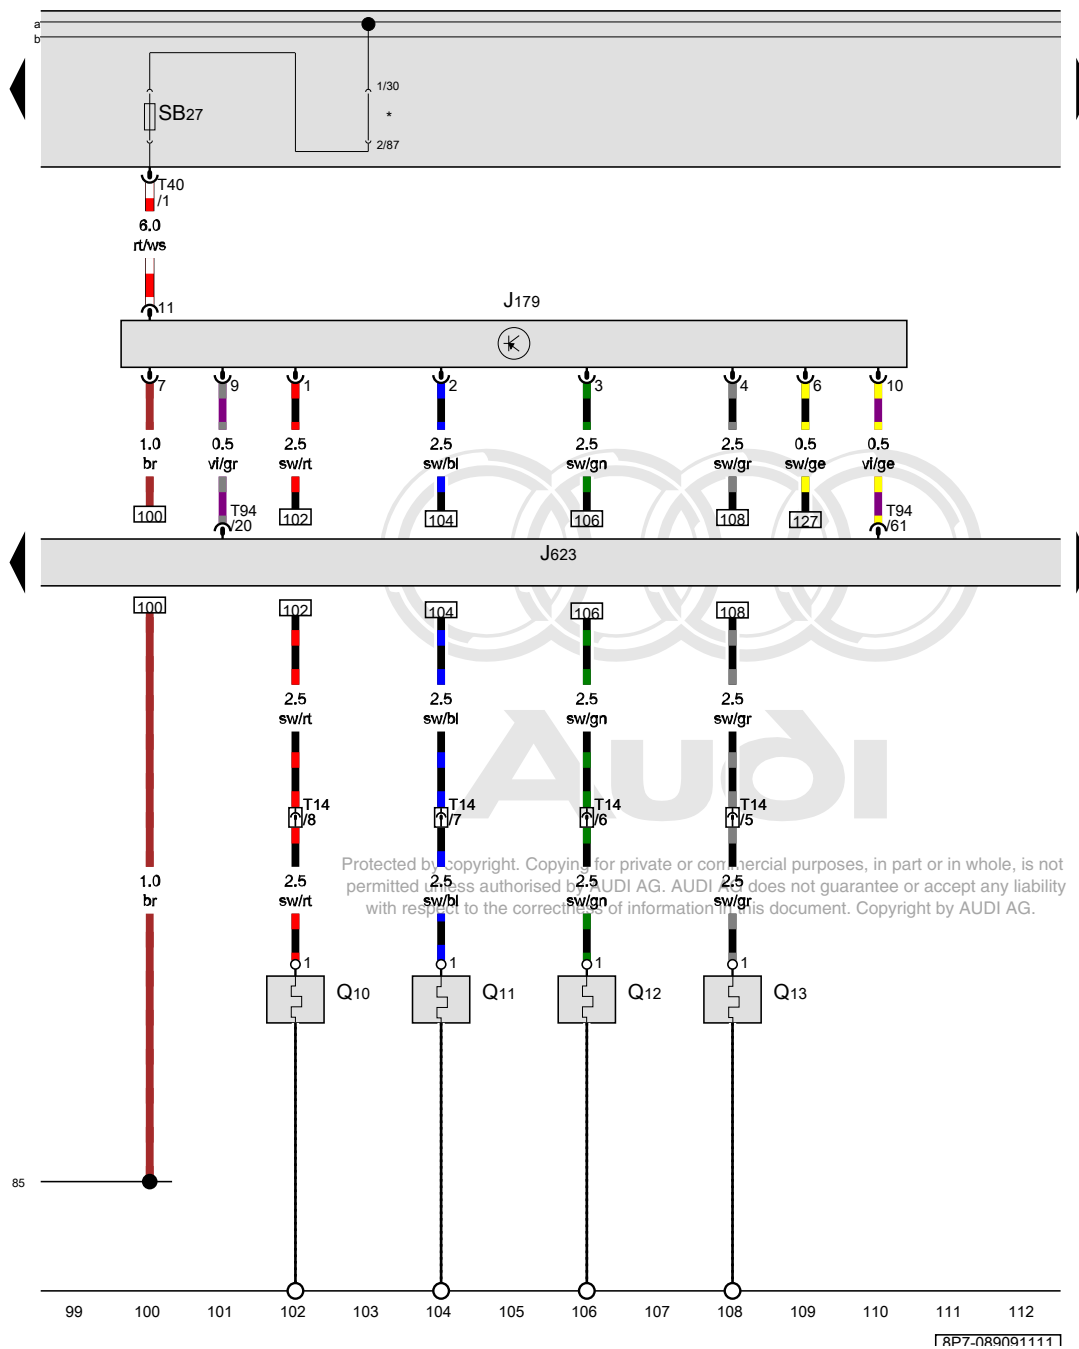 a
b
1/30
SB27
*
2/87
T40
/1
6.0
rt/ws
11
J179
7 9 1 2 3 4 6 10
1.0 0.5 2.5 2.5 2.5 2.5 0.5 0.5
br vi/gr sw/rt sw/bl sw/gn sw/gr sw/ge vi/ge
T94 T94
100 /20 102 104 106 108 127 /61
J623
100 102 104 106 108
2.5 2.5 2.5 2.5
sw/rt sw/bl sw/gn sw/gr
AUDI
T14 T14 T14 T14
/8 /7 /6 /5
Protected by copyright. Copying for private or commercial purposes, in part or in whole, is not
permitted unless authorised by AUDI AG. AUDI AG does not guarantee or accept any liability
with respect to the correctness of information in this document. Copyright by AUDI AG.
1.0 2.5 2.5 2.5 2.5
br sw/rt sw/bl sw/gn sw/gr
1 1 1 1
Q10 Q11 Q12 Q13
85
99 100 101 102 103 104 105 106 107 108 109 110 111 112
8P7-089091111